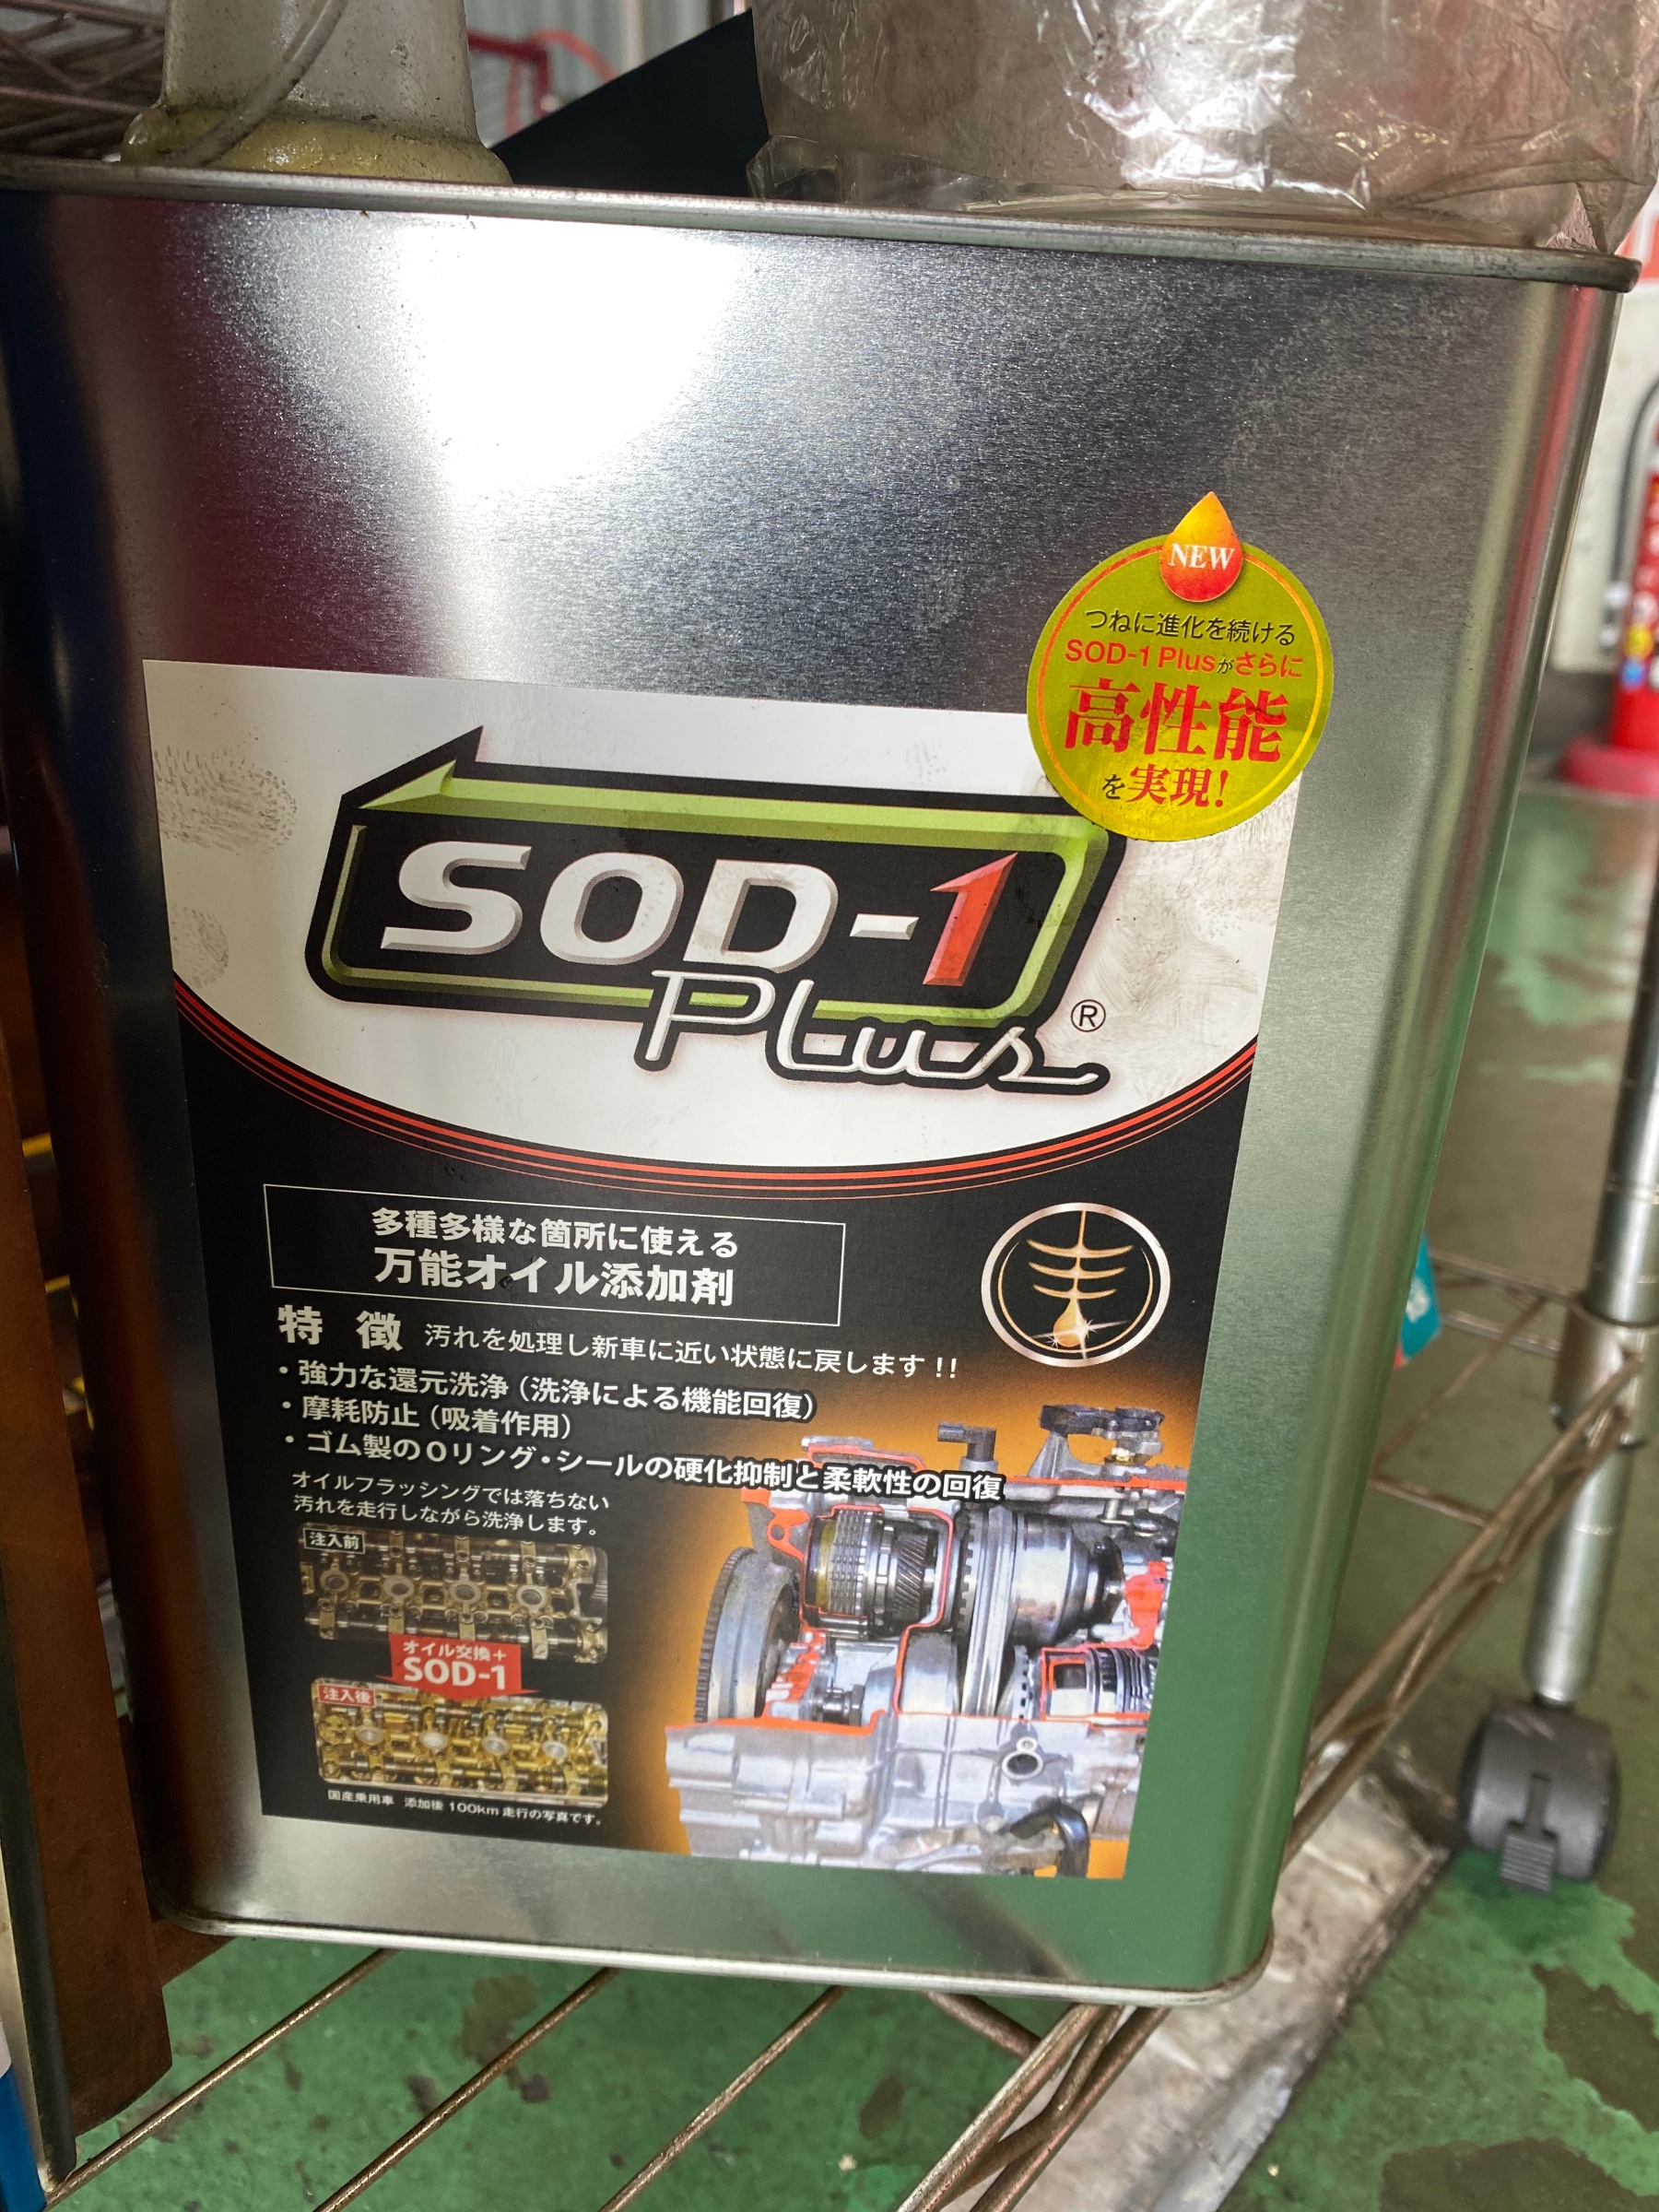 NEW
つねに進化を続ける
SOD-1 Plusがさらに
高性能
を実現!
SOD-1
Plus
®
多種多様な箇所に使える
万能オイル添加剤
特徴 汚れを処理し新車に近い状態に戻します!!
・強力な還元洗浄(洗浄による機能回復)
・摩耗防止(吸着作用)
・ゴム製のOリング・シールの硬化抑制と柔軟性の回復
オイルフラッシングでは落ちない
汚れを走行しながら洗浄します。
注入前
オイル交換+
SOD-1
注入後
国産乗用車 添加後100km走行の写真です。